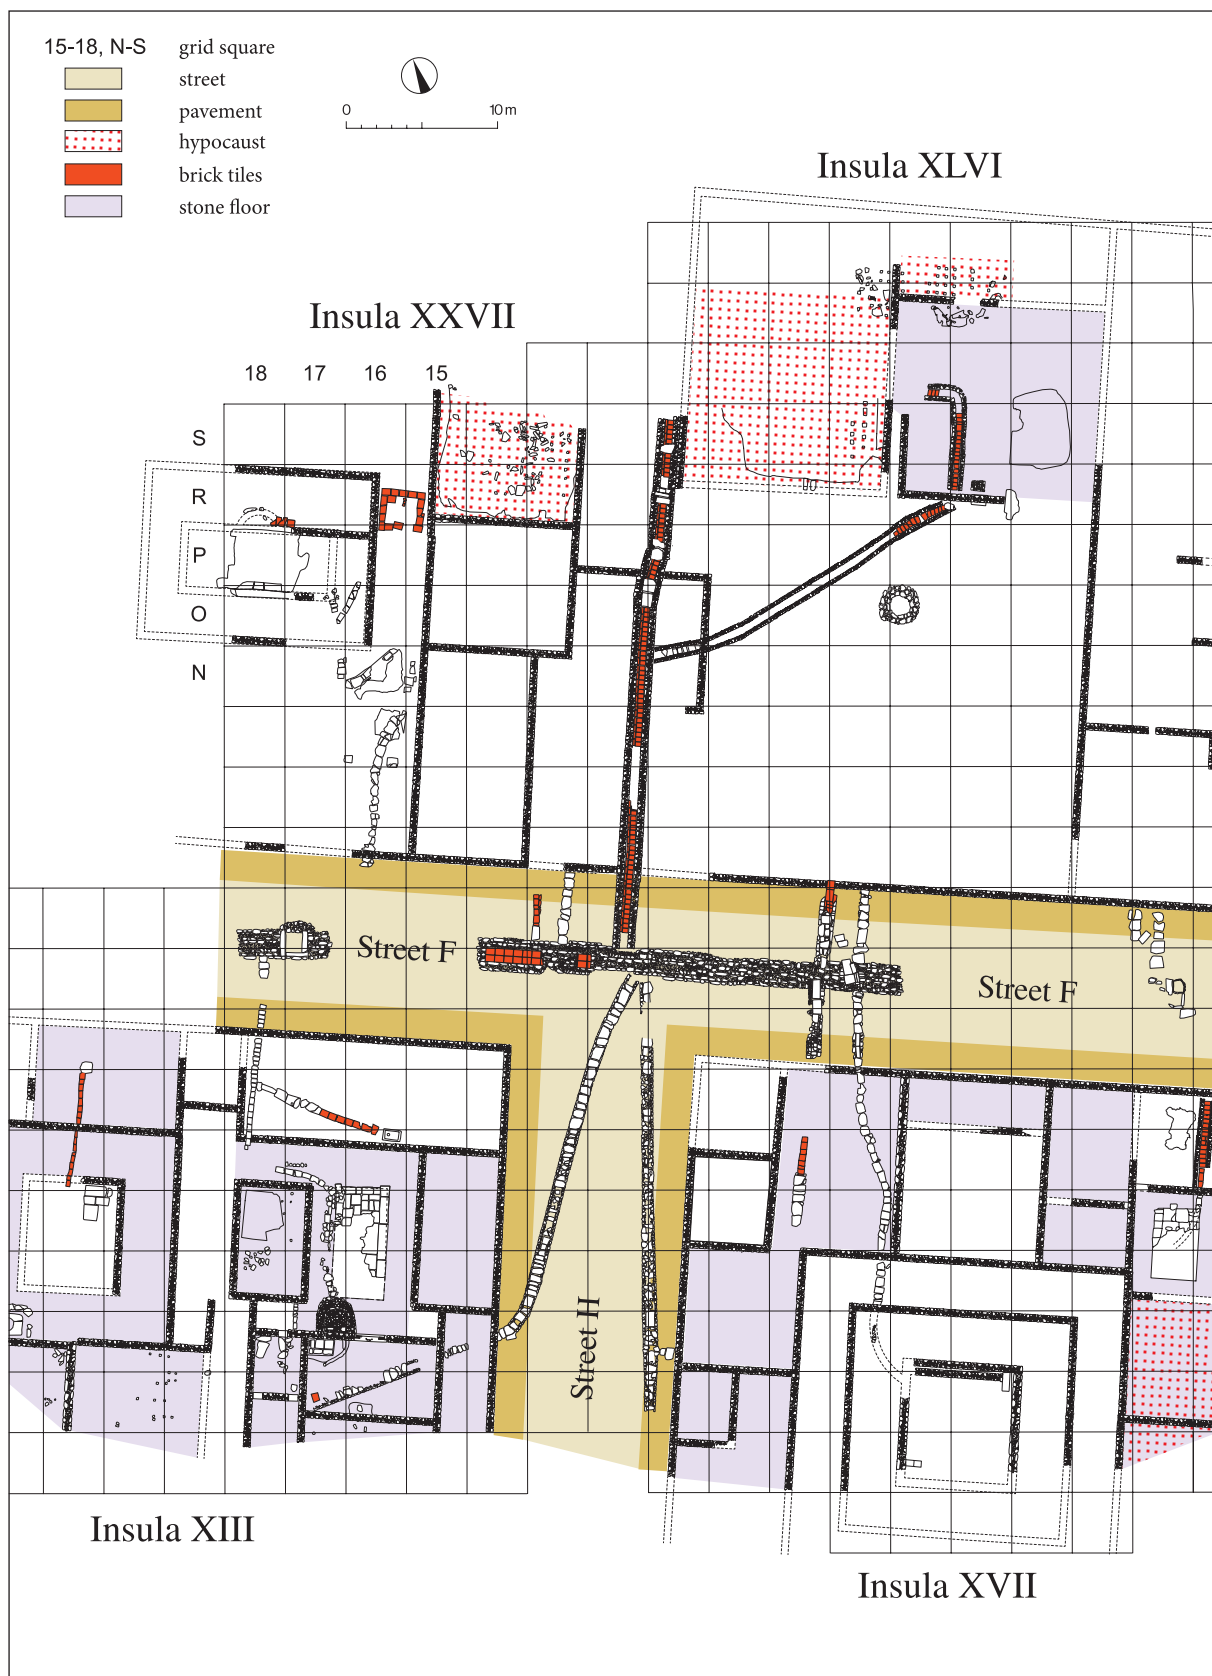 15-18, N-S grid square
street
pavement
hypocaust
brick tiles
stone floor
0 10 m
Insula XLVI
Insula XXVII
18 17 16 15
S
R
P
O
N
Street F
Street F
Street II
Insula XIII
Insula XVII